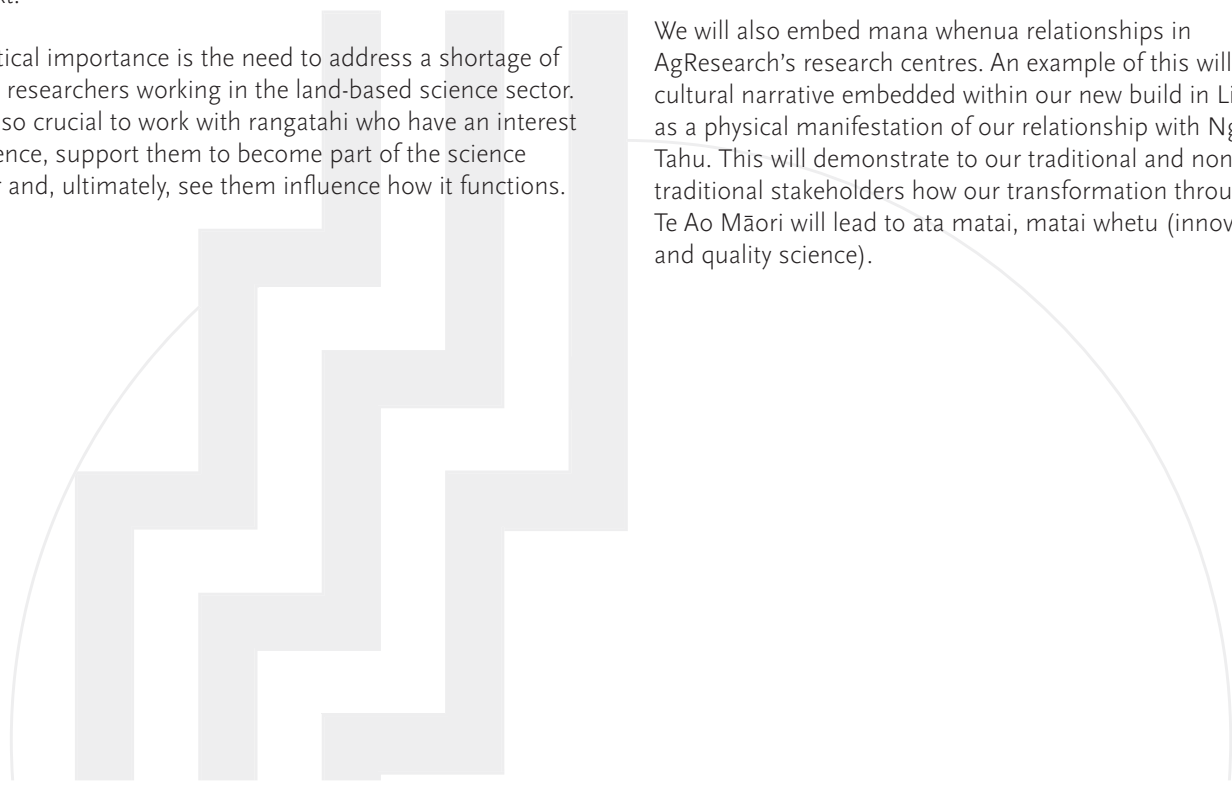 tical importance is the need to address a shortage of
researchers working in the land-based science sector.
so crucial to work with rangatahi who have an interest
ence, support them to become part of the science
and, ultimately, see them influence how it functions.
We will also embed mana whenua relationships in
AgResearch's research centres. An example of this will
cultural narrative embedded within our new build in Li
as a physical manifestation of our relationship with Ng
Tahu. This will demonstrate to our traditional and non
traditional stakeholders how our transformation throu
Te Ao Māori will lead to ata matai, matai whetu (innov
and quality science).